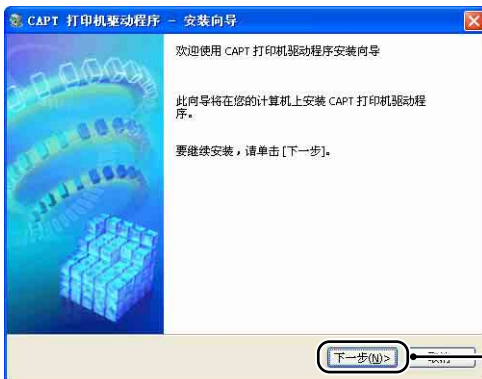 CAPT 打印机驱动程序 - 安装向导
欢迎使用 CAPT 打印机驱动程序安装向导
此向导将在您的计算机上安装 CAPT 打印机驱动程
序。
要继续安装，请单击 [下一步]。
下一步(N)>